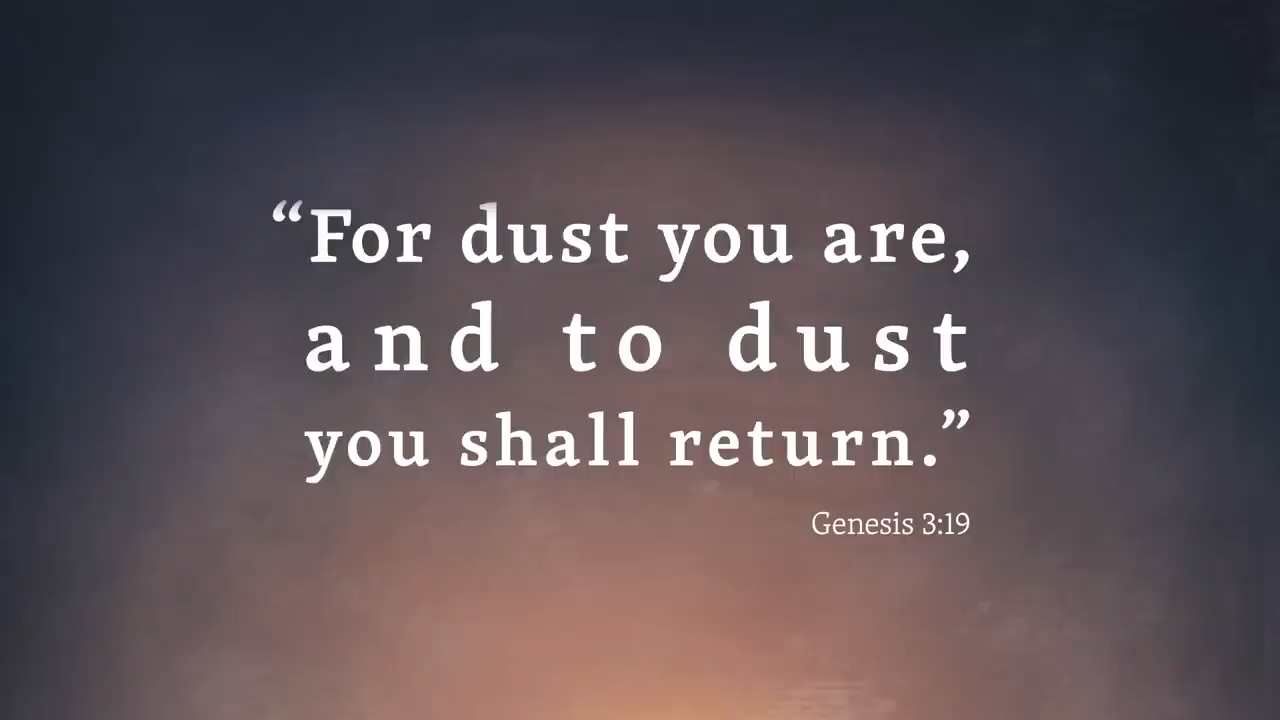 “For dust you are,
and to dust
you shall return.”
Genesis 3:19